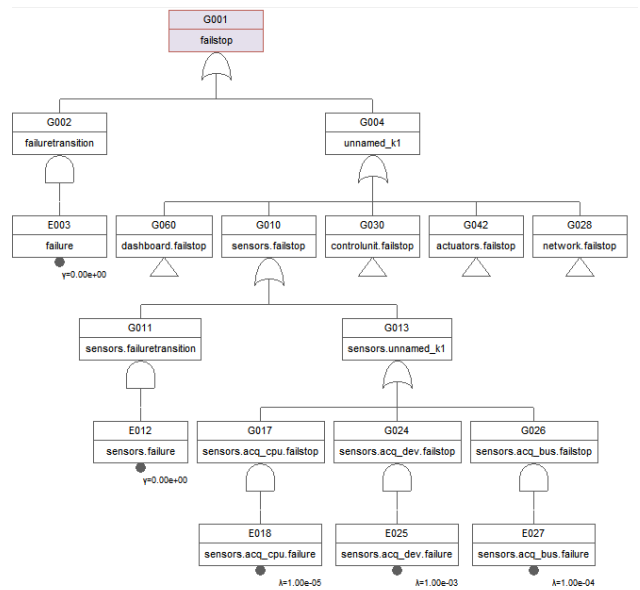 G001
failstop
G002
failuretransition
G004
unnamed_k1
E003
failure
γ=0.00e+00
G060
dashboard.failstop
G010
sensors.failstop
G030
controlunit.failstop
G042
actuators.failstop
G028
network.failstop
G011
sensors.failuretransition
G013
sensors.unnamed_k1
E012
sensors.failure
γ=0.00e+00
G017
sensors.acq_cpu.failstop
G024
sensors.acq_dev.failstop
G026
sensors.acq_bus.failstop
E018
sensors.acq_cpu.failure
λ=1.00e-05
E025
sensors.acq_dev.failure
λ=1.00e-03
E027
sensors.acq_bus.failure
λ=1.00e-04